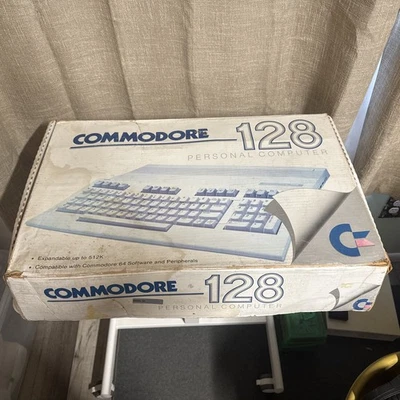 COMMODORE 128
PERSONAL COMPUTER
• Expandable up to 512K
• Compatible with Commodore 64 Software and Peripherals
COMMODORE 128
PERSONAL COMPUTER